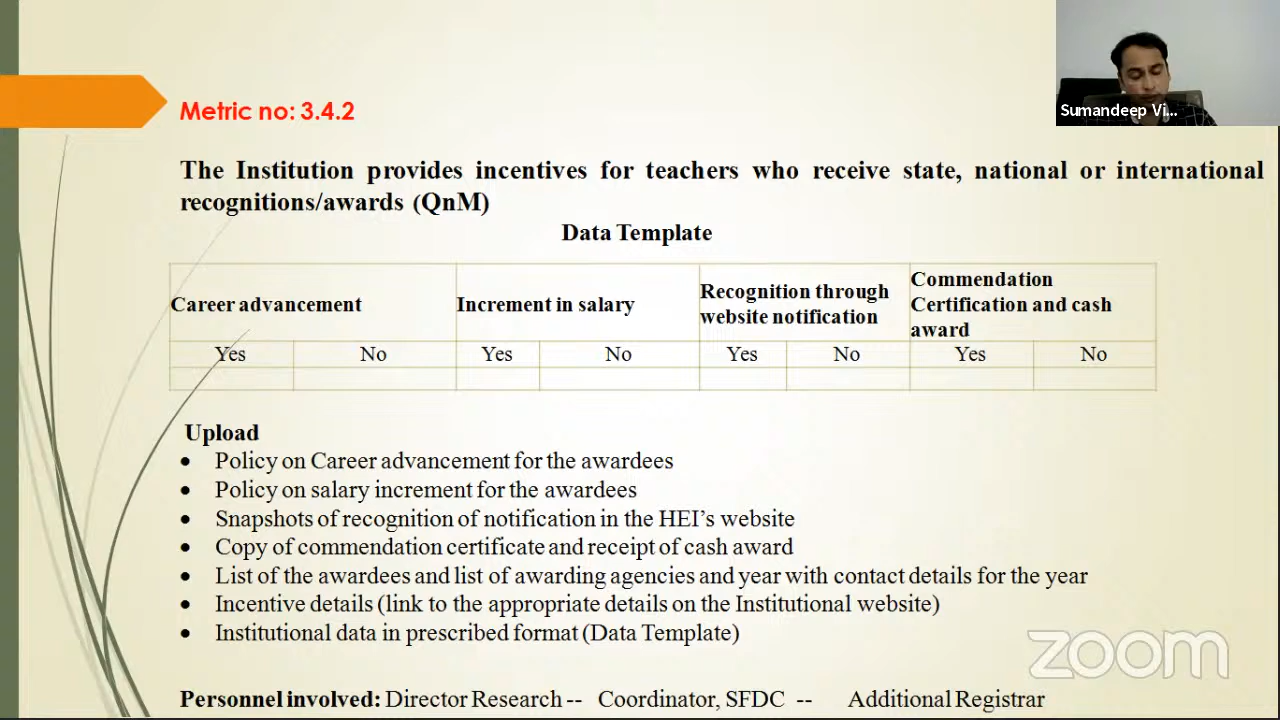 Sumandeep Vi...
Metric no: 3.4.2
The Institution provides incentives for teachers who receive state, national or international
recognitions/awards (QnM)
Data Template
Career advancement
Increment in salary
Recognition through
website notification
Commendation
Certification and cash
award
Yes No Yes No Yes No Yes No
Upload
• Policy on Career advancement for the awardees
• Policy on salary increment for the awardees
• Snapshots of recognition of notification in the HEI’s website
• Copy of commendation certificate and receipt of cash award
• List of the awardees and list of awarding agencies and year with contact details for the year
• Incentive details (link to the appropriate details on the Institutional website)
• Institutional data in prescribed format (Data Template)
zoom
Personnel involved: Director Research -- Coordinator, SFDC -- Additional Registrar